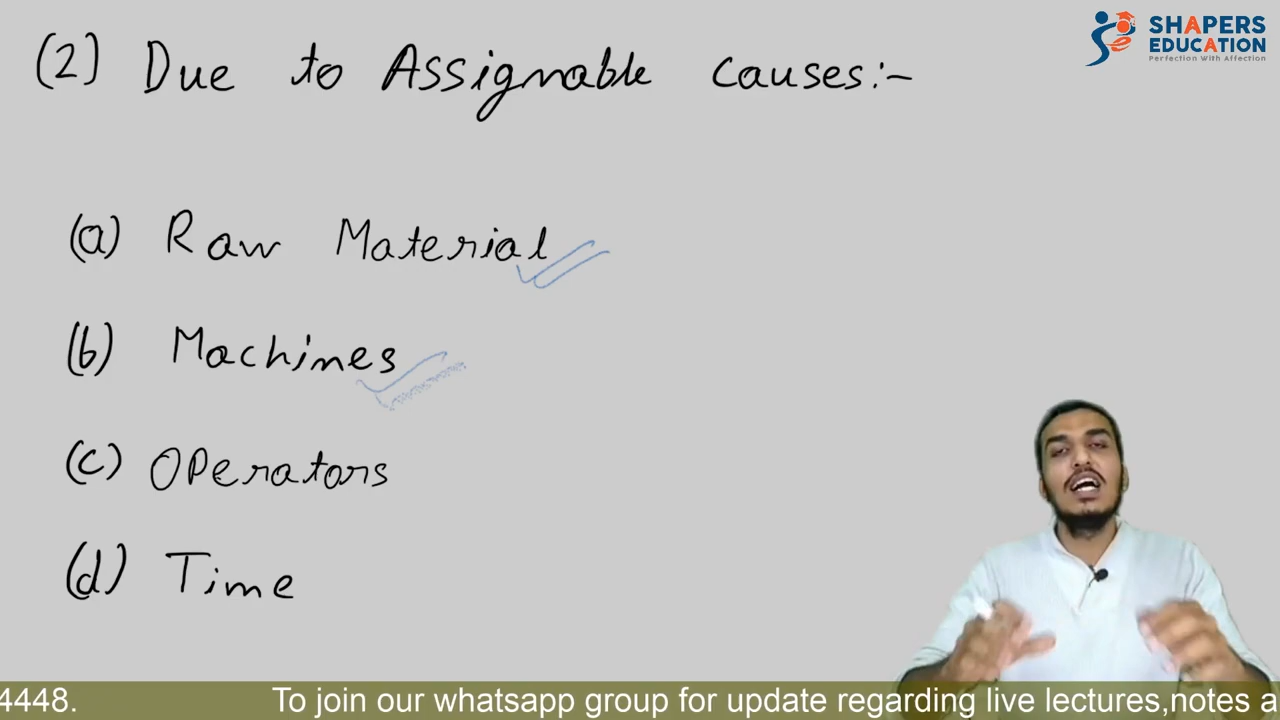 SHAPERS
EDUCATION
Perfection With Affection
(2) Due to Assignable causes:-
(a) Raw Material
(b) Machines
(c) Operators
(d) Time
4448. To join our whatsapp group for update regarding live lectures,notes a